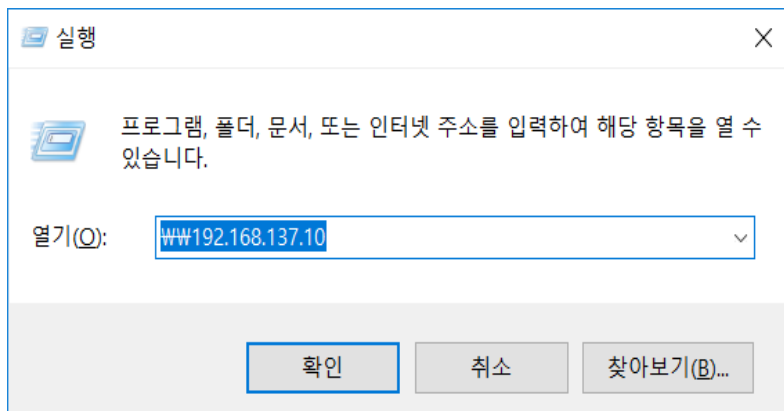 실행
프로그램, 폴더, 문서, 또는 인터넷 주소를 입력하여 해당 항목을 열 수
있습니다.
열기(O): ₩₩192.168.137.10
확인 취소 찾아보기(B)...